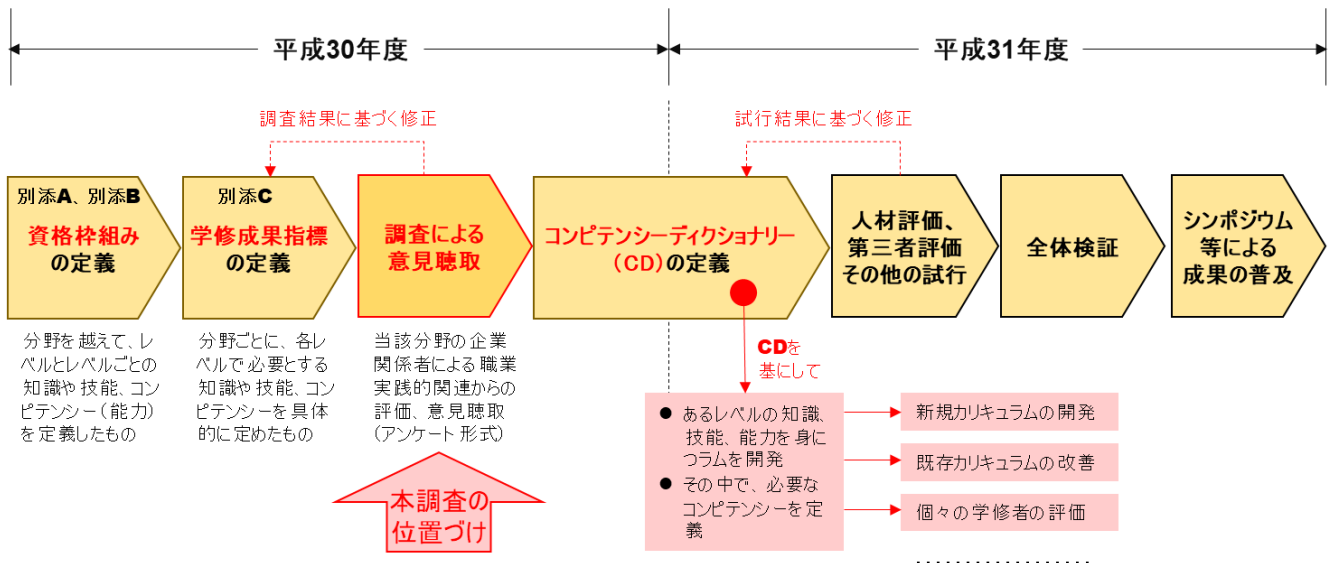 平成30年度
平成31年度
調査結果に基づく修正
試行結果に基づく修正
別添A、別添B
資格枠組み
の定義
別添C
学修成果指標
の定義
調査による
意見聴取
コンピテンシーディクショナリー
(CD)の定義
人材評価、
第三者評価
その他の試行
全体検証
シンポジウム
等による
成果の普及
分野を越えて、レ
ベルとレベルごとの
知識や技能、コン
ピテンシー(能力)
を定義したもの
分野ごとに、各レ
ベルで必要とする
知識や技能、コン
ピテンシーを具体
的に定めたもの
当該分野の企業
関係者による職業
実践的関連からの
評価、意見聴取
(アンケート形式)
本調査の
位置づけ
CDを
基にして
● あるレベルの知識、
技能、能力を身に
つラムを開発
● その中で、必要な
コンピテンシーを定
義
新規カリキュラムの開発
既存カリキュラムの改善
個々の学修者の評価
………………